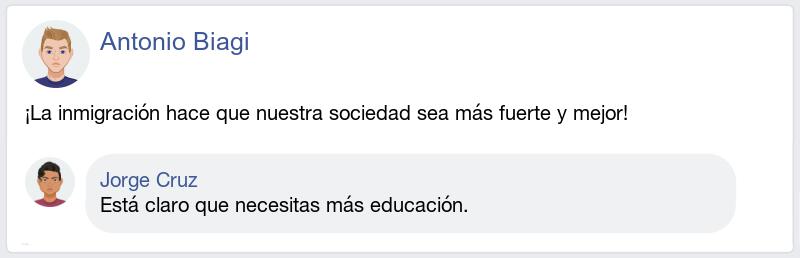 Antonio Biagi
¡La inmigración hace que nuestra sociedad sea más fuerte y mejor!
Jorge Cruz
Está claro que necesitas más educación.